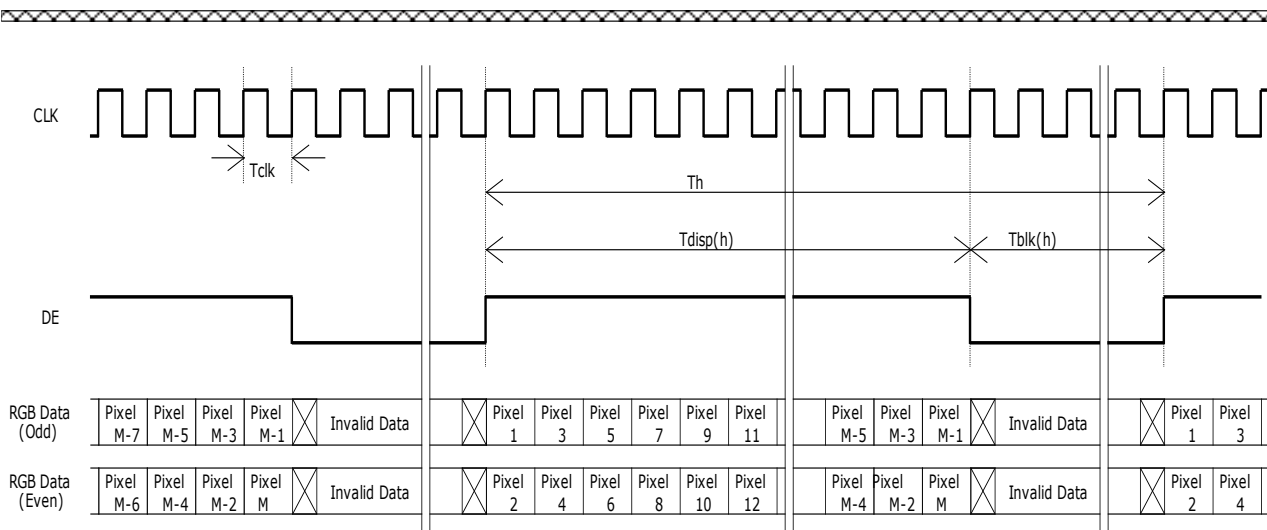 CLK
Tclk
Th
Tdisp(h)
Tblk(h)
DE
RGB Data
(Odd)
Pixel M-7
Pixel M-5
Pixel M-3
Pixel M-1
Invalid Data
Pixel 1
Pixel 3
Pixel 5
Pixel 7
Pixel 9
Pixel 11
Pixel M-5
Pixel M-3
Pixel M-1
Invalid Data
Pixel 1
Pixel 3
RGB Data
(Even)
Pixel M-6
Pixel M-4
Pixel M-2
Pixel M
Invalid Data
Pixel 2
Pixel 4
Pixel 6
Pixel 8
Pixel 10
Pixel 12
Pixel M-4
Pixel M-2
Pixel M
Invalid Data
Pixel 2
Pixel 4